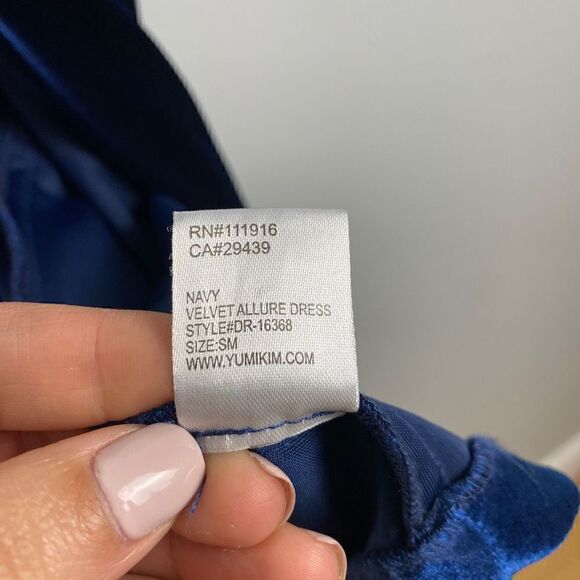 RN#111916
CA#29439
NAVY
VELVET ALLURE DRESS
STYLE#DR-16368
SIZE:SM
WWW.YUMIKIM.COM